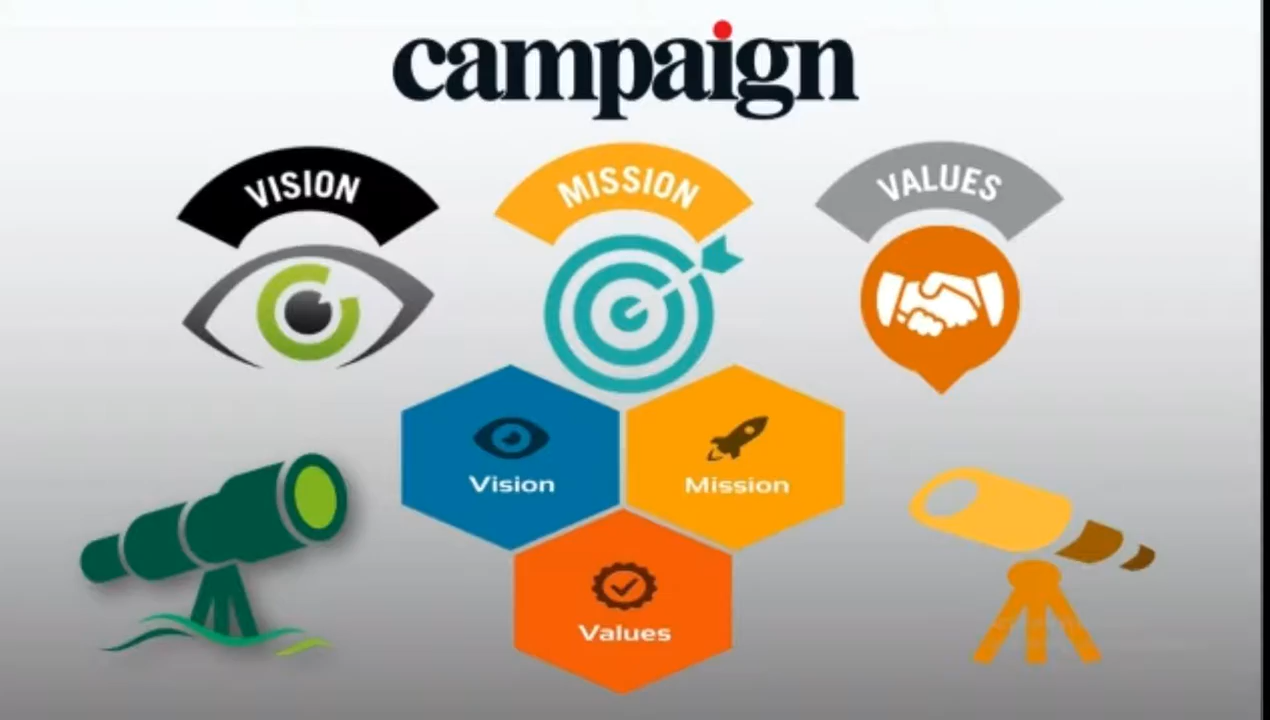 campaign
VISION
MISSION
VALUES
Vision
Mission
Values